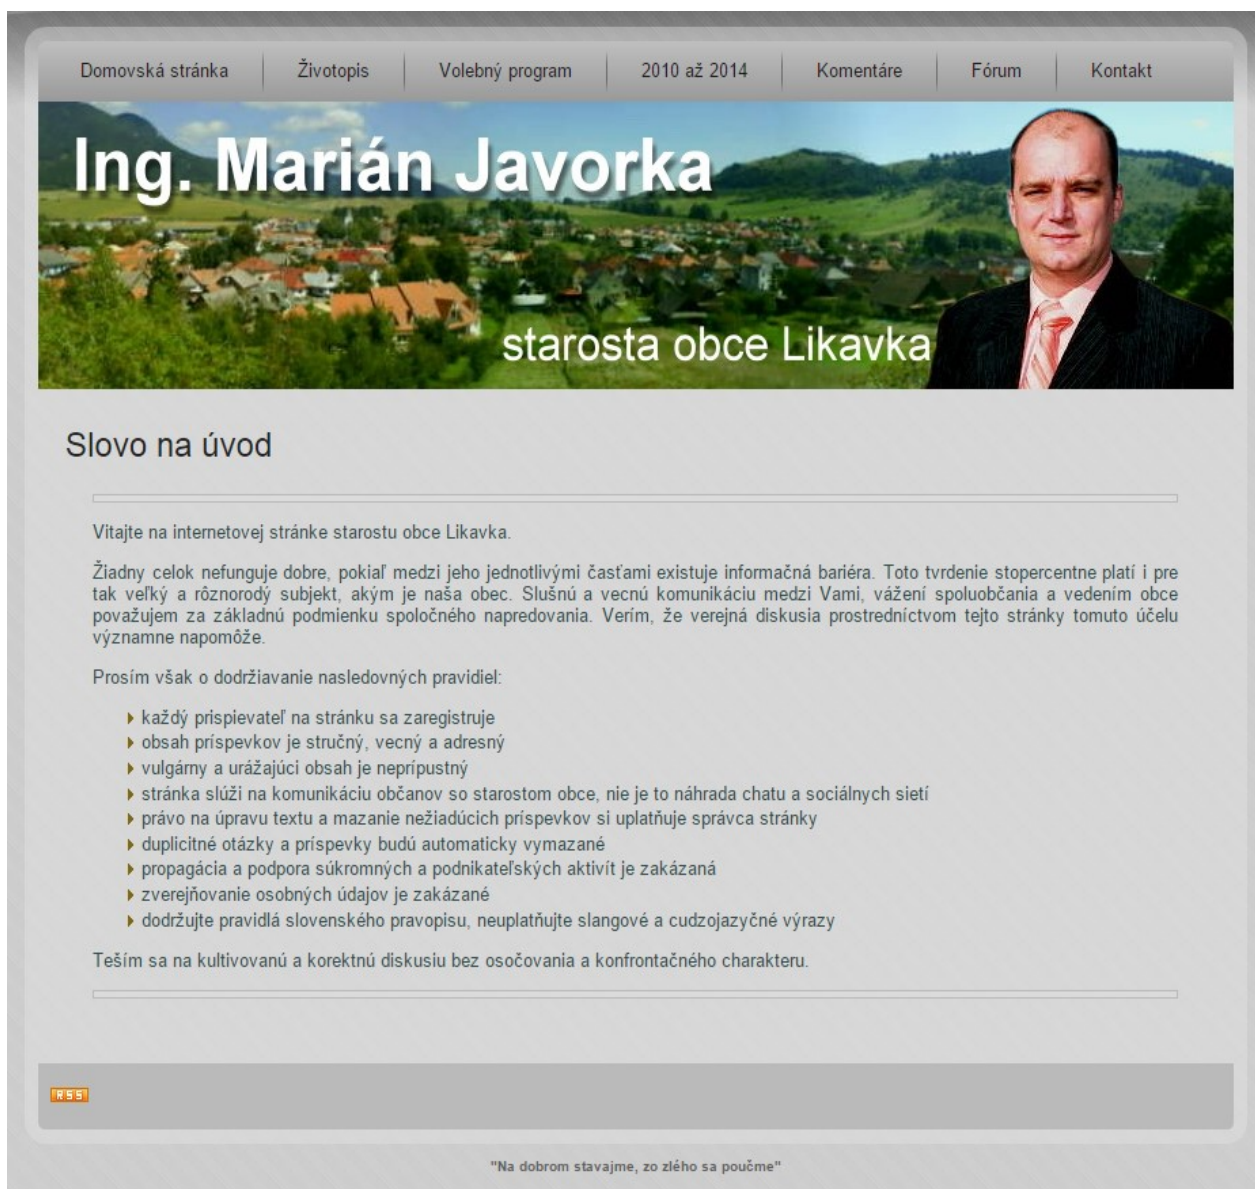 Domovská stránka Životopis Volebný program 2010 až 2014 Komentáre Fórum Kontakt
Ing. Marián Javorka
starosta obce Likavka
Slovo na úvod
Vitajte na internetovej stránke starostu obce Likavka.
Žiadny celok nefunguje dobre, pokiaľ medzi jeho jednotlivými časťami existuje informačná bariéra. Toto tvrdenie stopercentne platí i pre
tak veľký a rôznorodý subjekt, akým je naša obec. Slušnú a vecnú komunikáciu medzi Vami, vážení spoluobčania a vedením obce
považujem za základnú podmienku spoločného napredovania. Verím, že verejná diskusia prostredníctvom tejto stránky tomuto účelu
významne napomôže.
Prosím však o dodržiavanie nasledovných pravidiel:
každý prispievateľ na stránku sa zaregistruje
obsah príspevkov je stručný, vecný a adresný
vulgárny a urážajúci obsah je neprípustný
stránka slúži na komunikáciu občanov so starostom obce, nie je to náhrada chatu a sociálnych sietí
právo na úpravu textu a mazanie nežiadúcich príspevkov si uplatňuje správca stránky
duplicitné otázky a príspevky budú automaticky vymazané
propagácia a podpora súkromných a podnikateľských aktivít je zakázaná
zverejňovanie osobných údajov je zakázané
dodržujte pravidlá slovenského pravopisu, neuplatňujte slangové a cudzojazyčné výrazy
Teším sa na kultivovanú a korektnú diskusiu bez osočovania a konfrontačného charakteru.
RSS
"Na dobrom stavajme, zo zlého sa poučme"